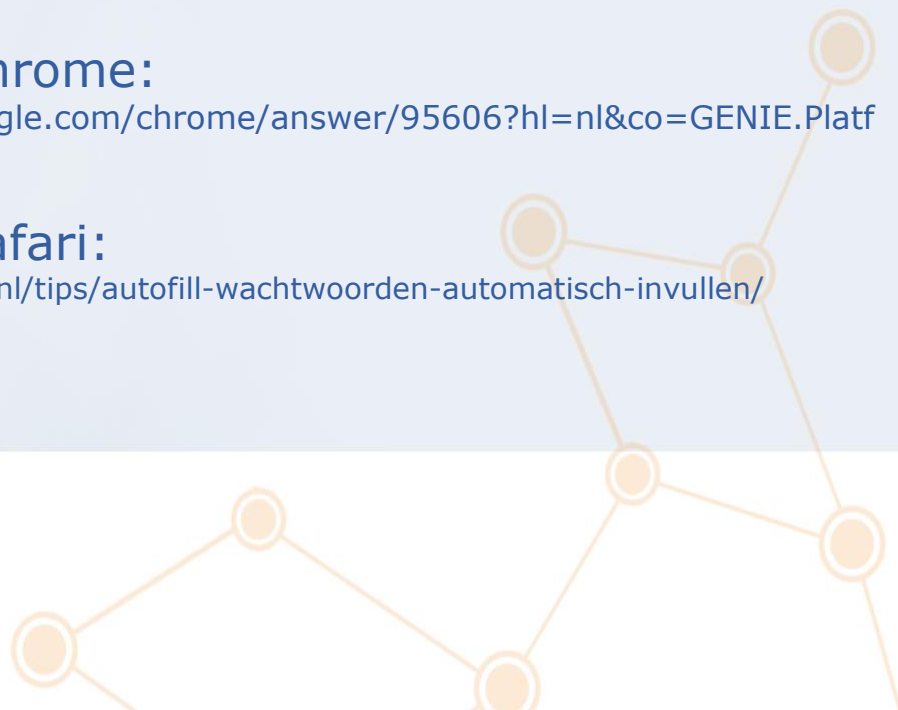 hrome:
gle.com/chrome/answer/95606?hl=nl&co=GENIE.Platf
afari:
nl/tips/autofill-wachtwoorden-automatisch-invullen/